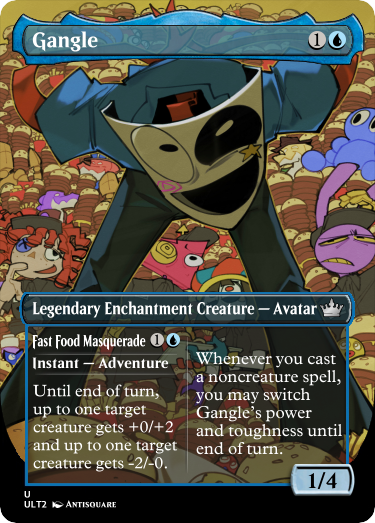 Gangle 1
Legendary Enchantment Creature — Avatar
Fast Food Masquerade 1
Instant — Adventure
Until end of turn,
up to one target
creature gets +0/+2
and up to one target
creature gets -2/-0.
Whenever you cast
a noncreature spell,
you may switch
Gangle's power
and toughness until
end of turn.
1/4
U
ULT2 Antisquare